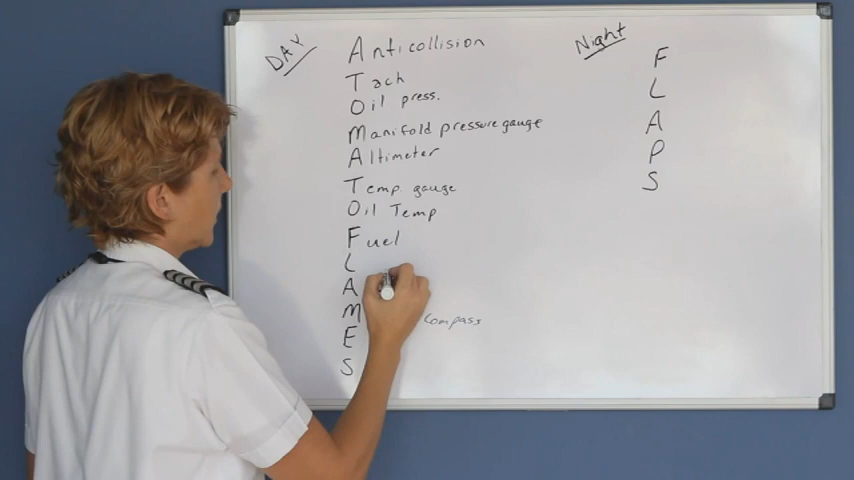 DAY
Anticollision
Tach
Oil press.
Manifold pressure gauge
Altimeter
Temp. gauge
Oil Temp
Fuel
L
A
M compass
E
S
Night
F
L
A
P
S